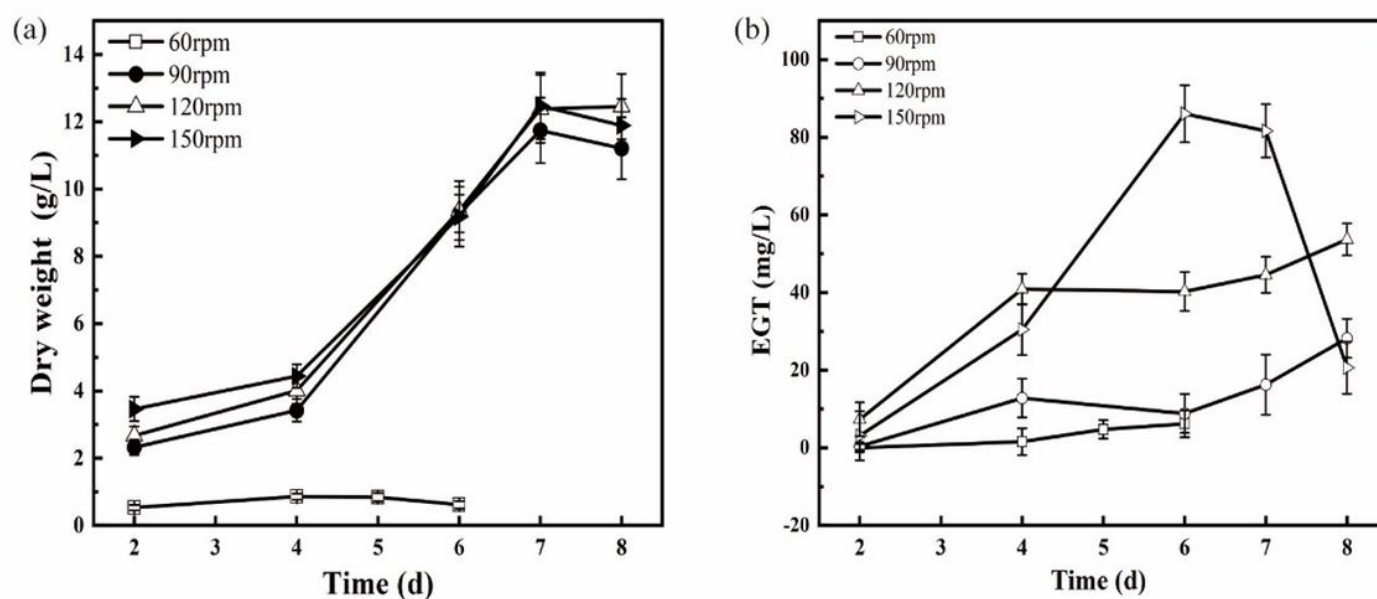 (a)
60rpm
90rpm
120rpm
150rpm
Dry weight (g/L)
14
12
10
8
6
4
2
0
2 3 4 5 6 7 8
Time (d)
(b)
60rpm
90rpm
120rpm
150rpm
EGT (mg/L)
100
80
60
40
20
0
-20
2 3 4 5 6 7 8
Time (d)